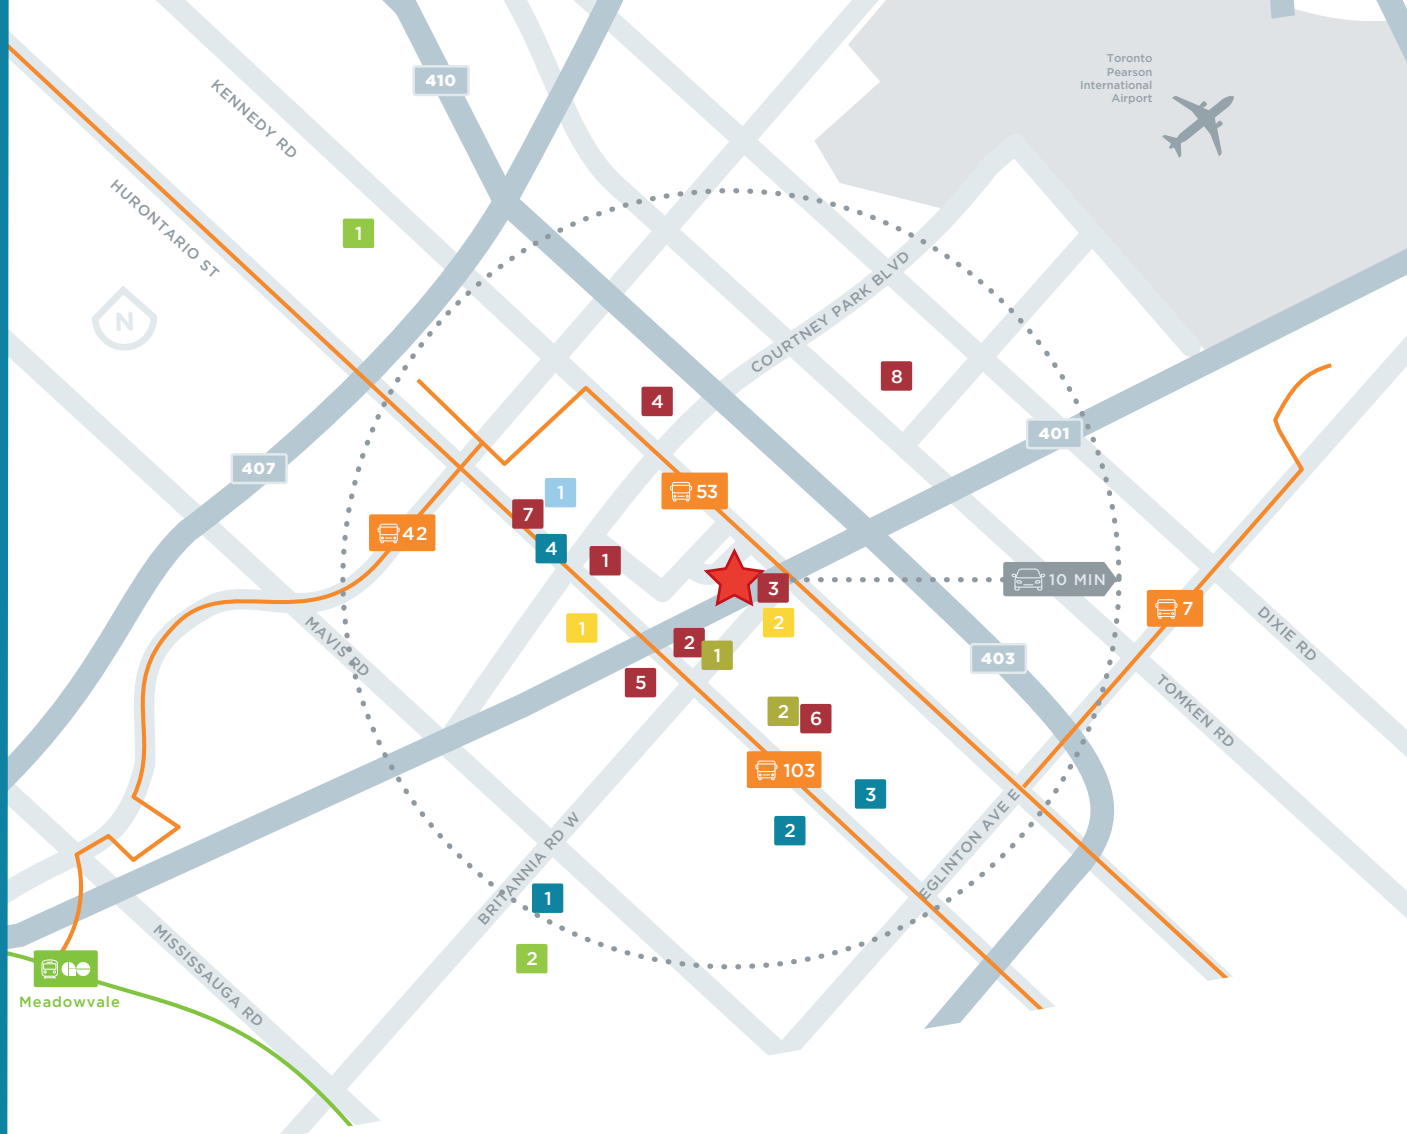 Toronto
Pearson
International
Airport
410
KENNEDY RD
HURONTARIO ST
1
N
COURTNEY PARK BLVD
8
4
401
407
1
53
7
42
4
1
10 MIN
3
7
2
1
DIXIE RD
MAVIS RD
2
1
403
5
TOMKEN RD
2
6
103
3
2
EGLINTON AVE E
BRITANNIA RD W
1
2
MISSISSAUGA RD
GO
Meadowvale